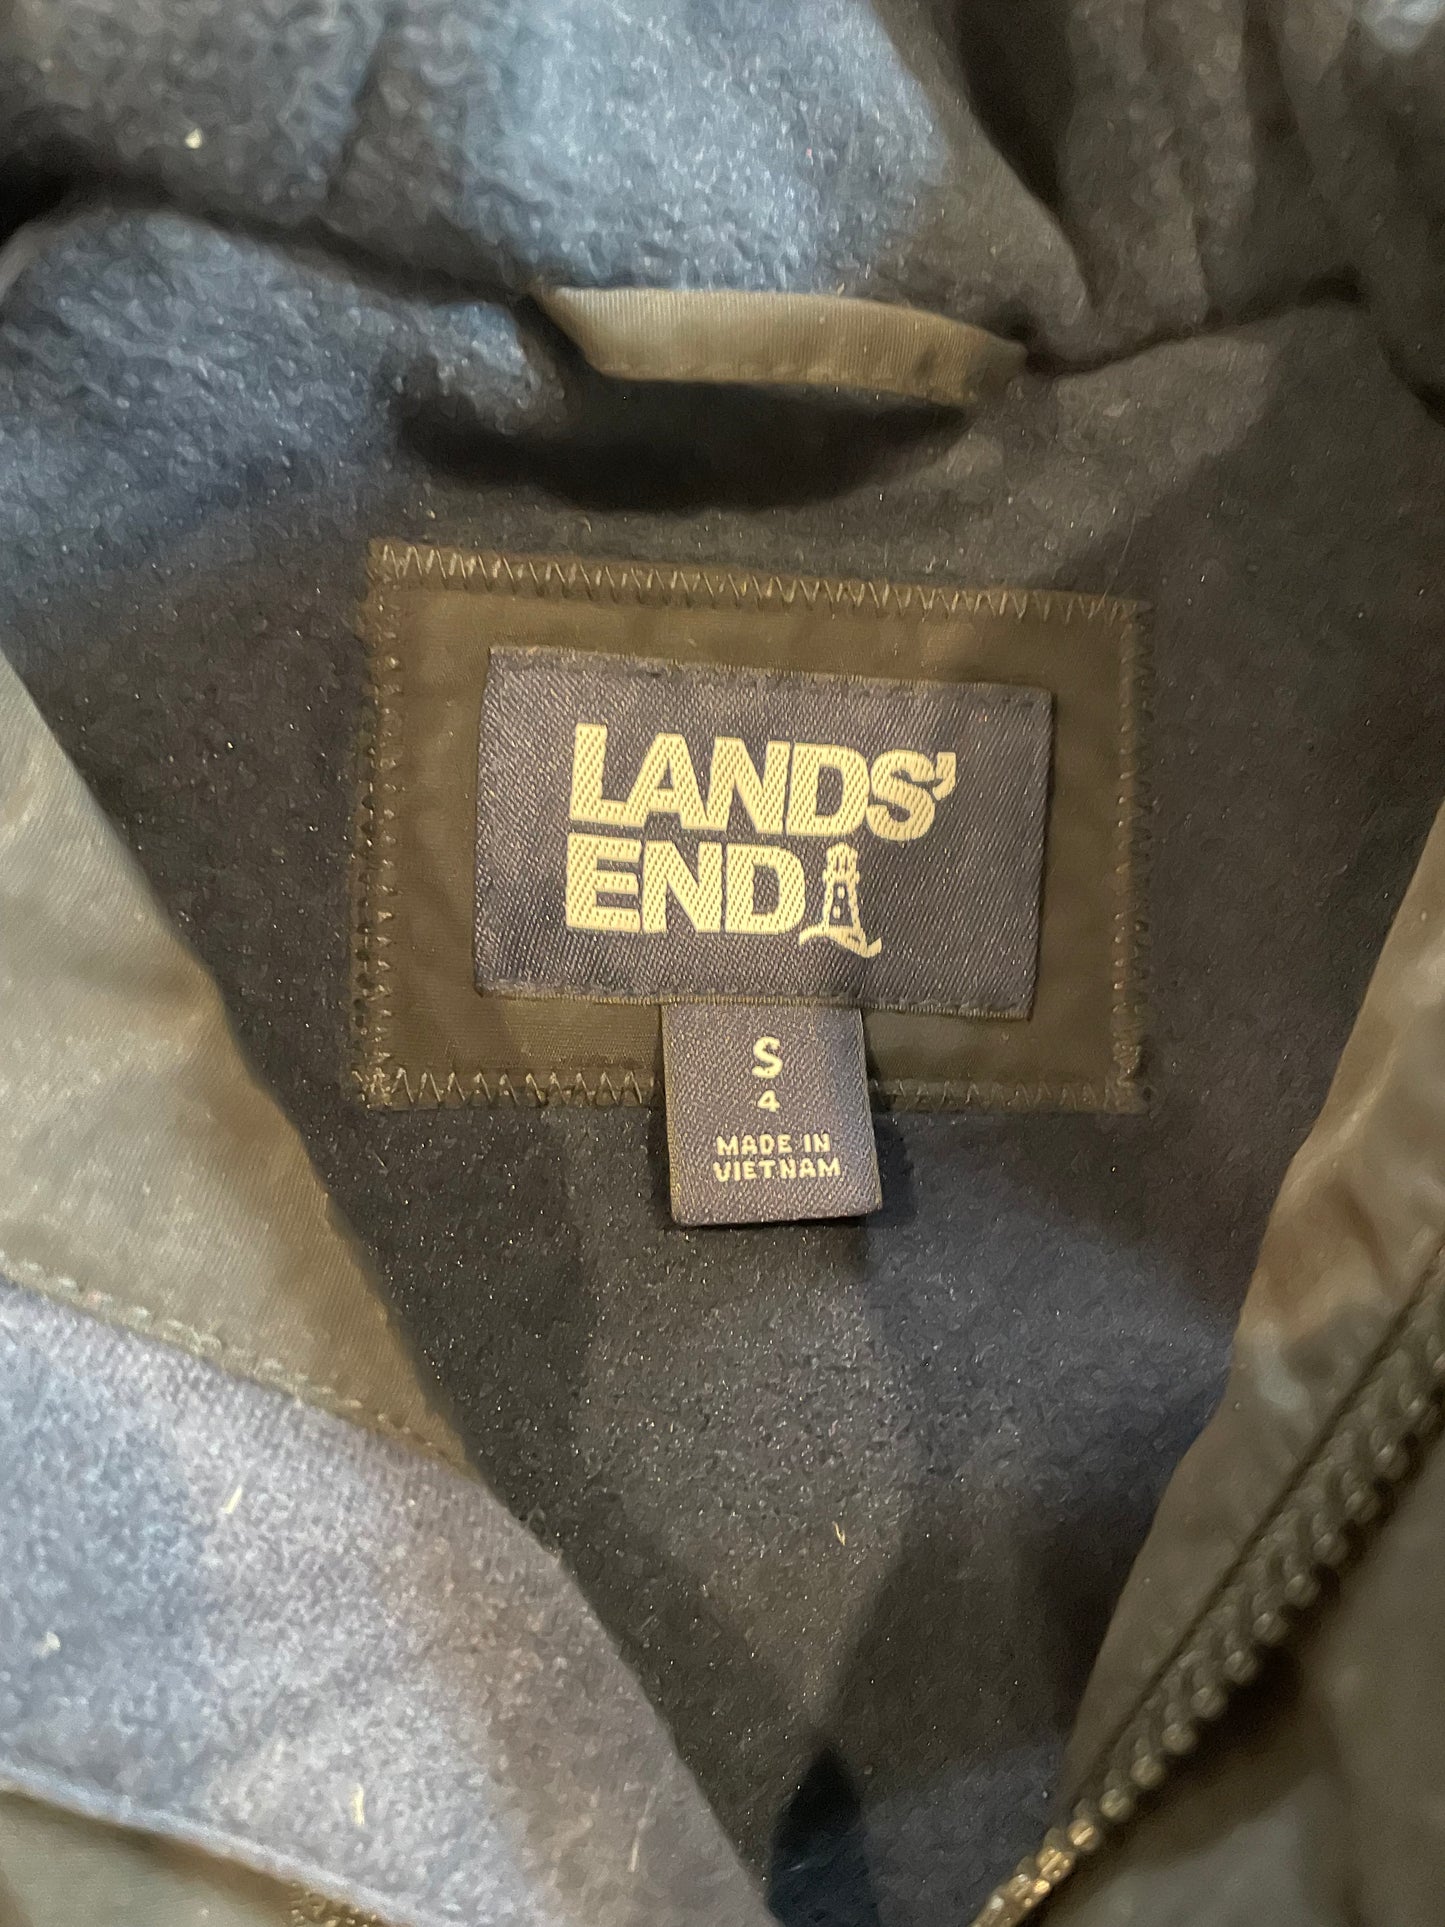 LANDS'
END
S
4
MADE IN
VIETNAM